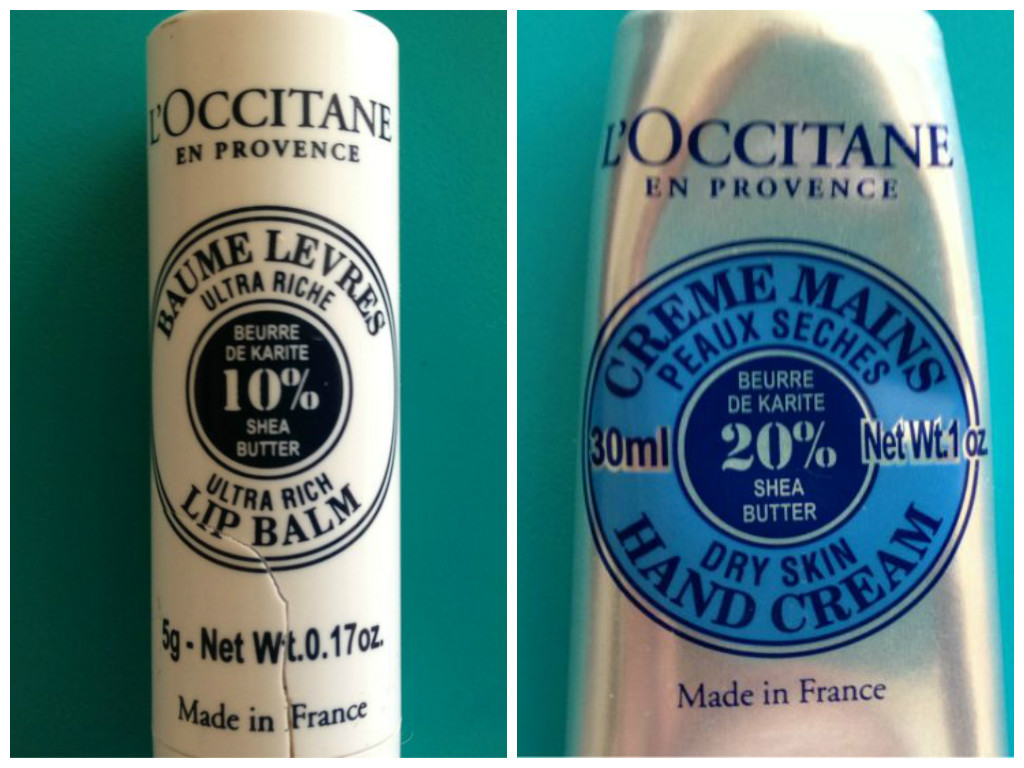 L'OCCITANE
EN PROVENCE
BAUME LEVRES
ULTRA RICHE
BEURRE
DE KARITE
10%
SHEA
BUTTER
ULTRA RICH
LIP BALM
5g - Net Wt.0.17oz.
Made in France
L'OCCITANE
EN PROVENCE
CREME MAINS
PEAUX SECHES
BEURRE
DE KARITE
30ml 20% Net Wt.1 oz
SHEA
BUTTER
DRY SKIN
HAND CREAM
Made in France